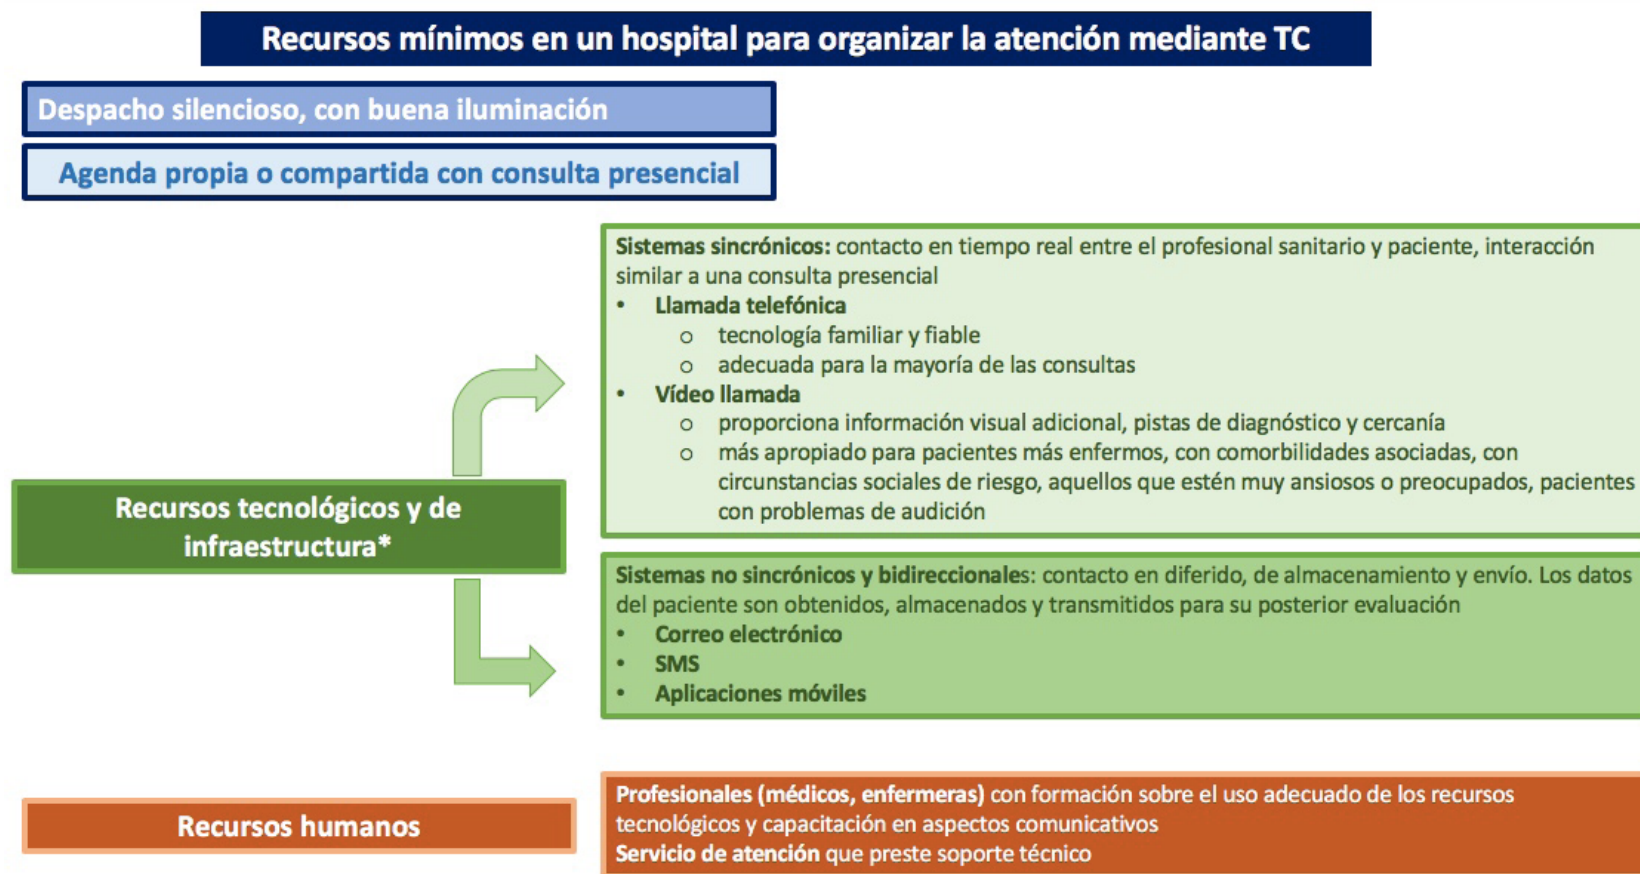 Recursos mínimos en un hospital para organizar la atención mediante TC
Despacho silencioso, con buena iluminación
Agenda propia o compartida con consulta presencial
Sistemas sincrónicos: contacto en tiempo real entre el profesional sanitario y paciente, interacción
similar a una consulta presencial
• Llamada telefónica
o tecnología familiar y fiable
o adecuada para la mayoría de las consultas
• Vídeo llamada
o proporciona información visual adicional, pistas de diagnóstico y cercanía
o más apropiado para pacientes más enfermos, con comorbilidades asociadas, con
circunstancias sociales de riesgo, aquellos que estén muy ansiosos o preocupados, pacientes
con problemas de audición
Recursos tecnológicos y de
infraestructura*
Sistemas no sincrónicos y bidireccionales: contacto en diferido, de almacenamiento y envío. Los datos
del paciente son obtenidos, almacenados y transmitidos para su posterior evaluación
• Correo electrónico
• SMS
• Aplicaciones móviles
Recursos humanos
Profesionales (médicos, enfermeras) con formación sobre el uso adecuado de los recursos
tecnológicos y capacitación en aspectos comunicativos
Servicio de atención que preste soporte técnico